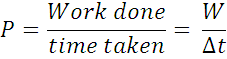 P = Work done / time taken = W / Δt